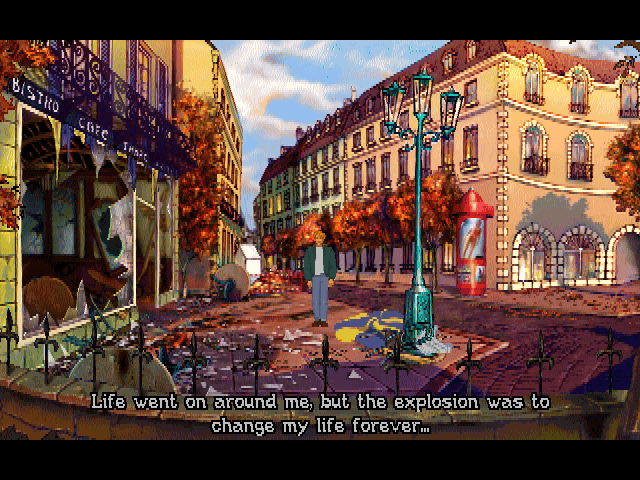 BISTRO CAFE
Life went on around me, but the explosion was to
change my life forever...